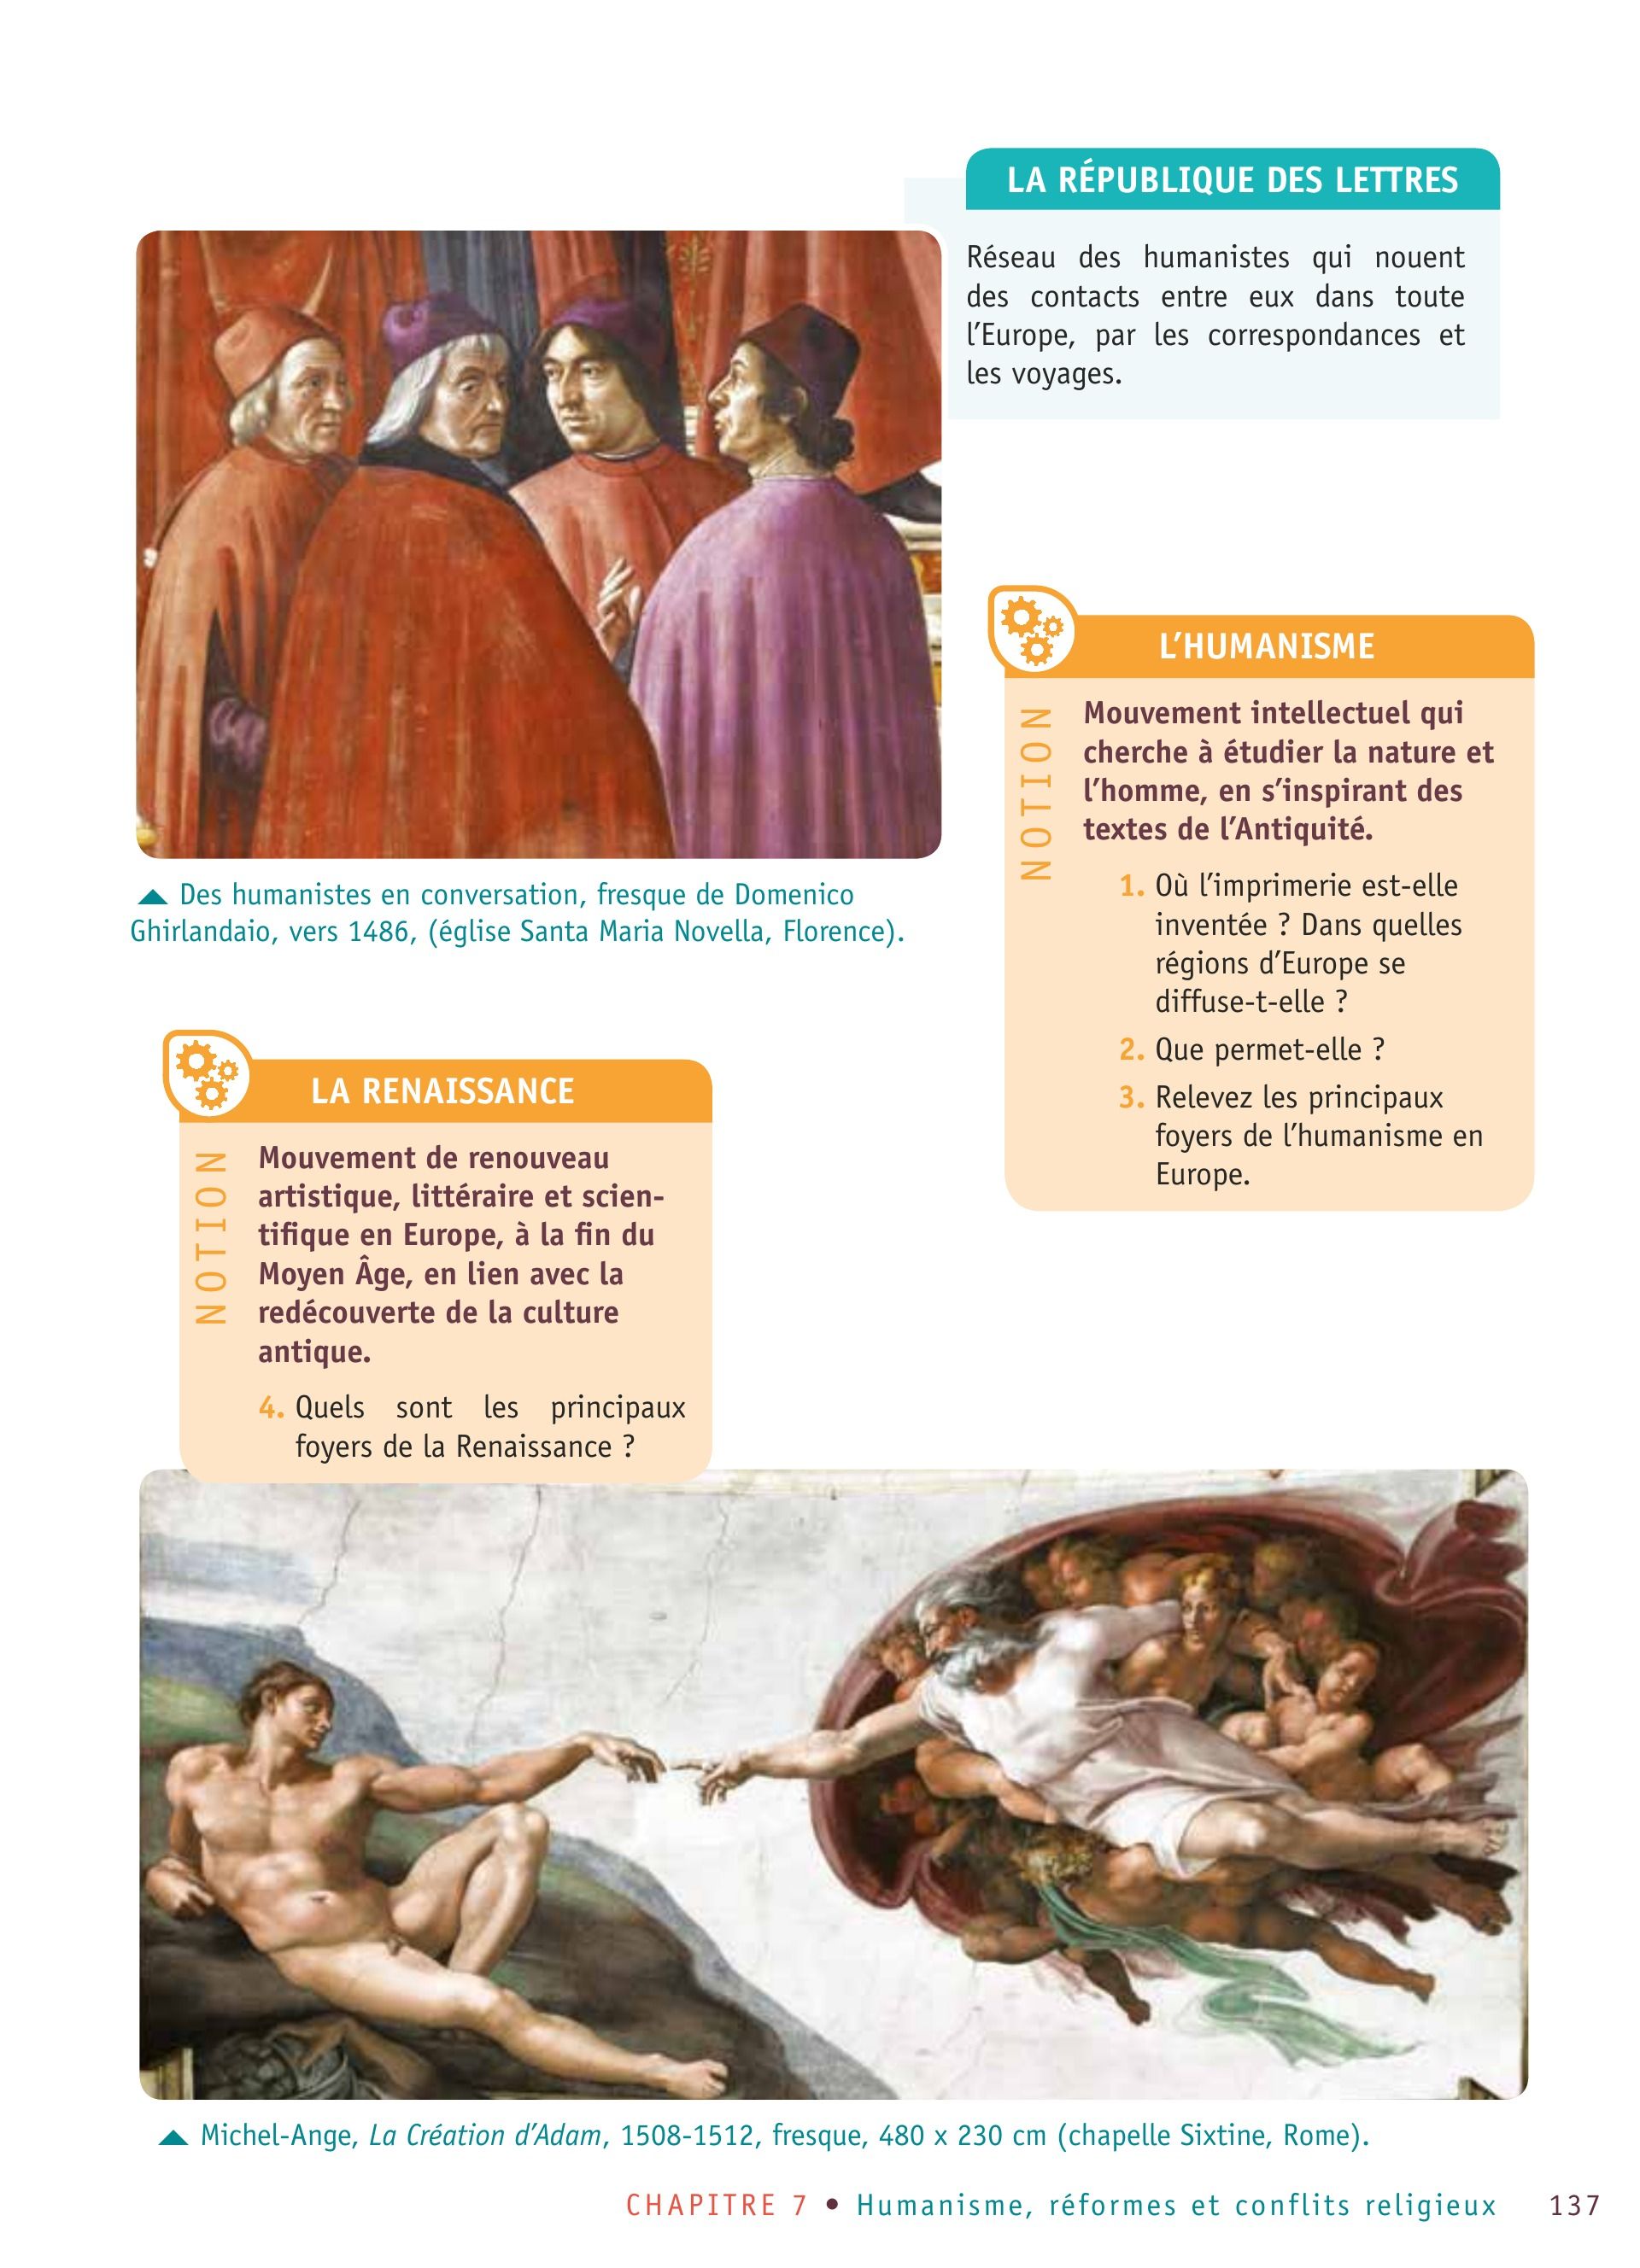 LA RÉPUBLIQUE DES LETTRES
Réseau des humanistes qui nouent
des contacts entre eux dans toute
l’Europe, par les correspondances et
les voyages.
Des humanistes en conversation, fresque de Domenico
Ghirlandaio, vers 1486, (église Santa Maria Novella, Florence).
L’HUMANISME
NOTION
Mouvement intellectuel qui
cherche à étudier la nature et
l’homme, en s’inspirant des
textes de l’Antiquité.
1. Où l’imprimerie est-elle
inventée ? Dans quelles
régions d’Europe se
diffuse-t-elle ?
2. Que permet-elle ?
3. Relevez les principaux
foyers de l’humanisme en
Europe.
LA RENAISSANCE
NOTION
Mouvement de renouveau
artistique, littéraire et scien-
tifique en Europe, à la fin du
Moyen Âge, en lien avec la
redécouverte de la culture
antique.
4. Quels sont les principaux
foyers de la Renaissance ?
Michel-Ange, La Création d’Adam, 1508-1512, fresque, 480 x 230 cm (chapelle Sixtine, Rome).
CHAPITRE 7 • Humanisme, réformes et conflits religieux 137